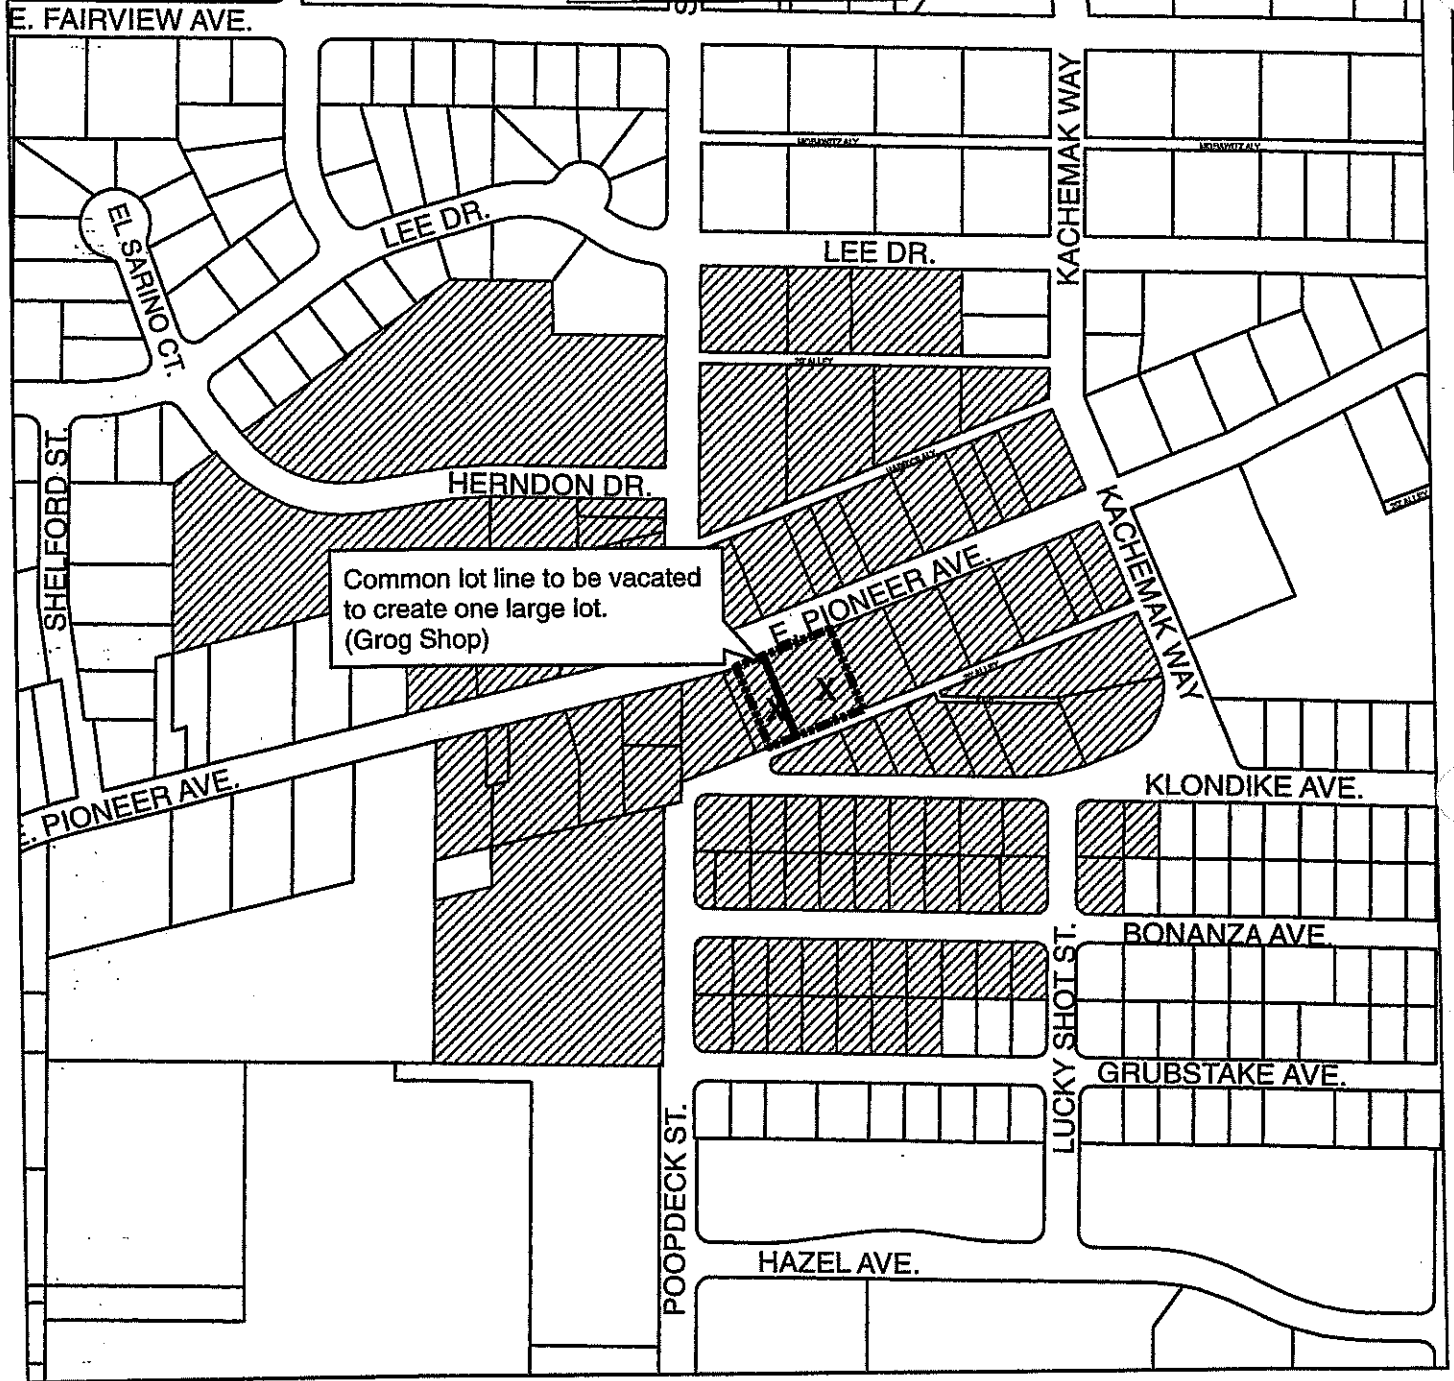 E. FAIRVIEW AVE.
KACHEMAK WAY
EL SARINO CT.
LEE DR.
LEE DR.
SHELFORD ST.
HERNDON DR.
Common lot line to be vacated
to create one large lot.
(Grog Shop)
E. PIONEER AVE.
KACHEMAK WAY
X
X
E. PIONEER AVE.
KLONDIKE AVE.
BONANZA AVE.
LUCKY SHOT ST.
GRUBSTAKE AVE.
POOPDECK ST.
HAZEL AVE.